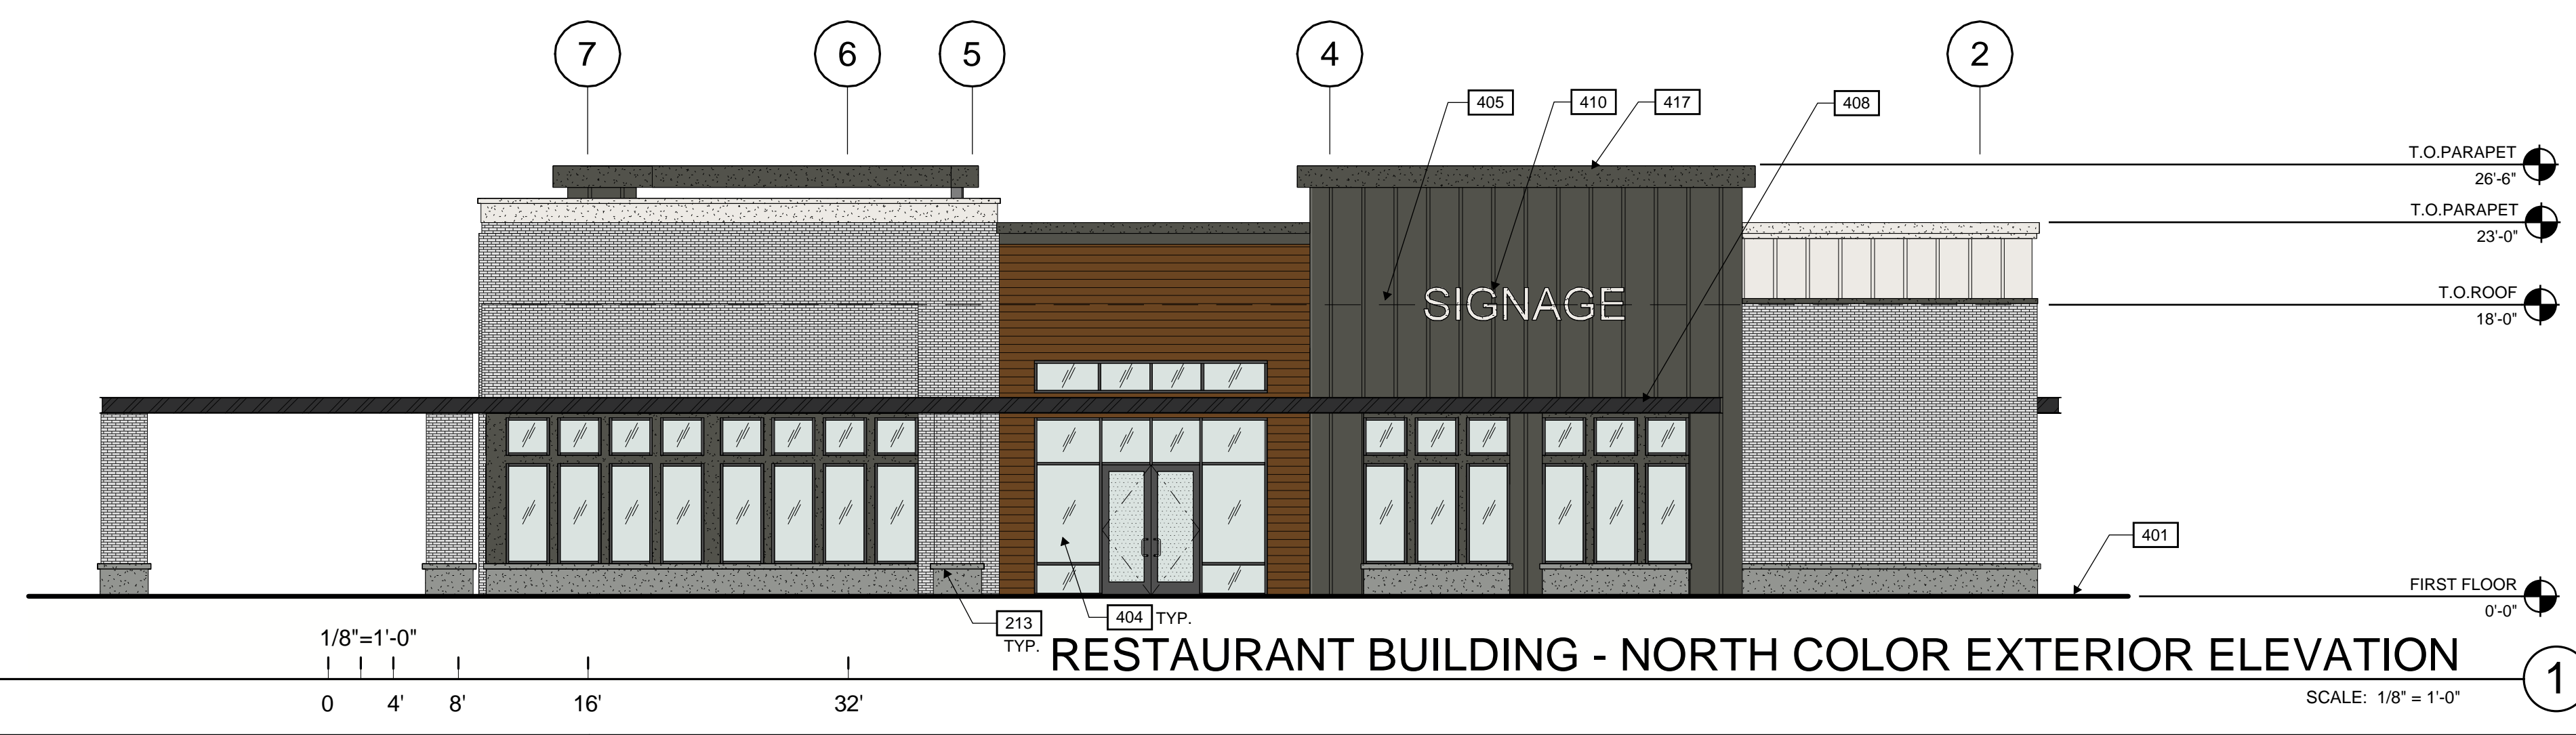 7
6
5
4
2
405
410
417
408
T.O.PARAPET
26'-6"
T.O.PARAPET
23'-0"
T.O.ROOF
18'-0"
SIGNAGE
401
FIRST FLOOR
0'-0"
213
TYP.
404 TYP.
1/8"=1'-0"
0 4' 8' 16' 32'
RESTAURANT BUILDING - NORTH COLOR EXTERIOR ELEVATION
1
SCALE: 1/8" = 1'-0"